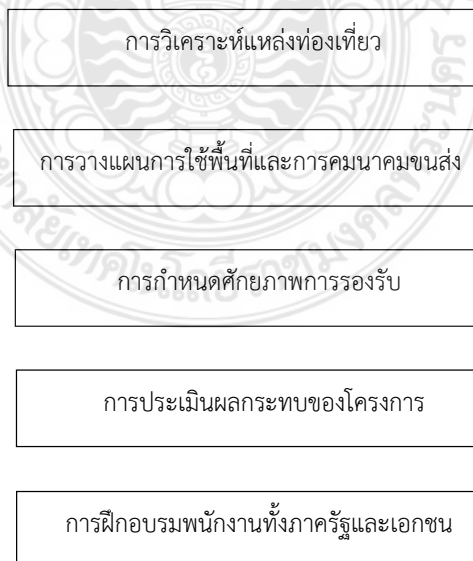 การวิเคราะห์แหล่งท่องเที่ยว
การวางแผนการใช้พื้นที่และการคมนาคมขนส่ง
การกำหนดศักยภาพการรองรับ
การประเมินผลกระทบของโครงการ
การฝึกอบรมพนักงานทั้งภาครัฐและเอกชน